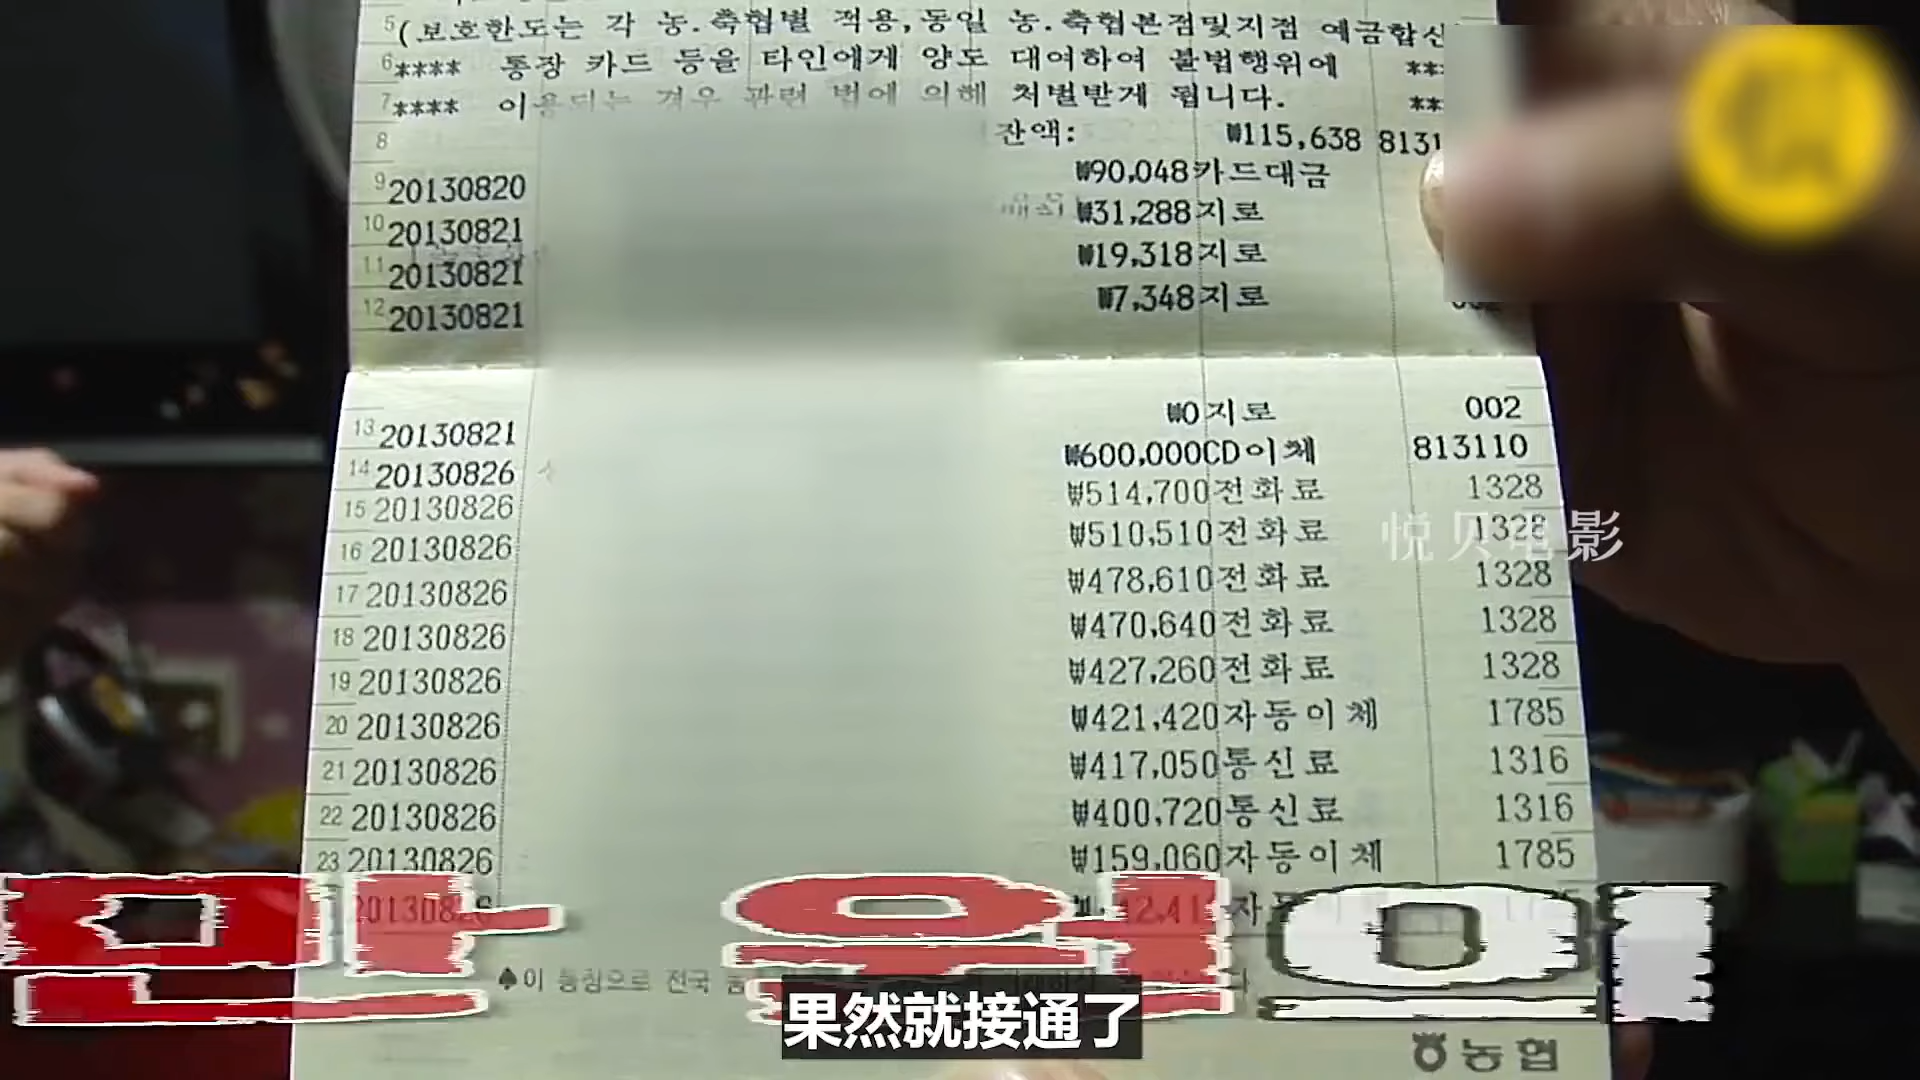 5(보호한도는 각 농.축협별 적용,동일 농.축협본점및지점 예금합산
6**** 통장 카드 등을 타인에게 양도 대여하여 불법행위에 **
7**** 이용되는 경우 관련 법에 의해 처벌받게 됩니다. **
8 잔액: ₩115,638 8131
9 20130820 ₩90,048 카드대금
10 20130821 ₩31,288 지로
11 20130821 ₩19,318 지로
12 20130821 ₩7,348 지로
13 20130821 ₩0 지로 002
14 20130826 ₩600,000 CD이체 813110
15 20130826 ₩514,700 전화료 1328
16 20130826 ₩510,510 전화료 1328
悦贝电影
17 20130826 ₩478,610 전화료 1328
18 20130826 ₩470,640 전화료 1328
19 20130826 ₩427,260 전화료 1328
20 20130826 ₩421,420 자동이체 1785
21 20130826 ₩417,050 통신료 1316
22 20130826 ₩400,720 통신료 1316
23 20130826 ₩159,060 자동이체 1785
20130826
만 원이
♠이 통장으로 전국
果然就接通了
농협